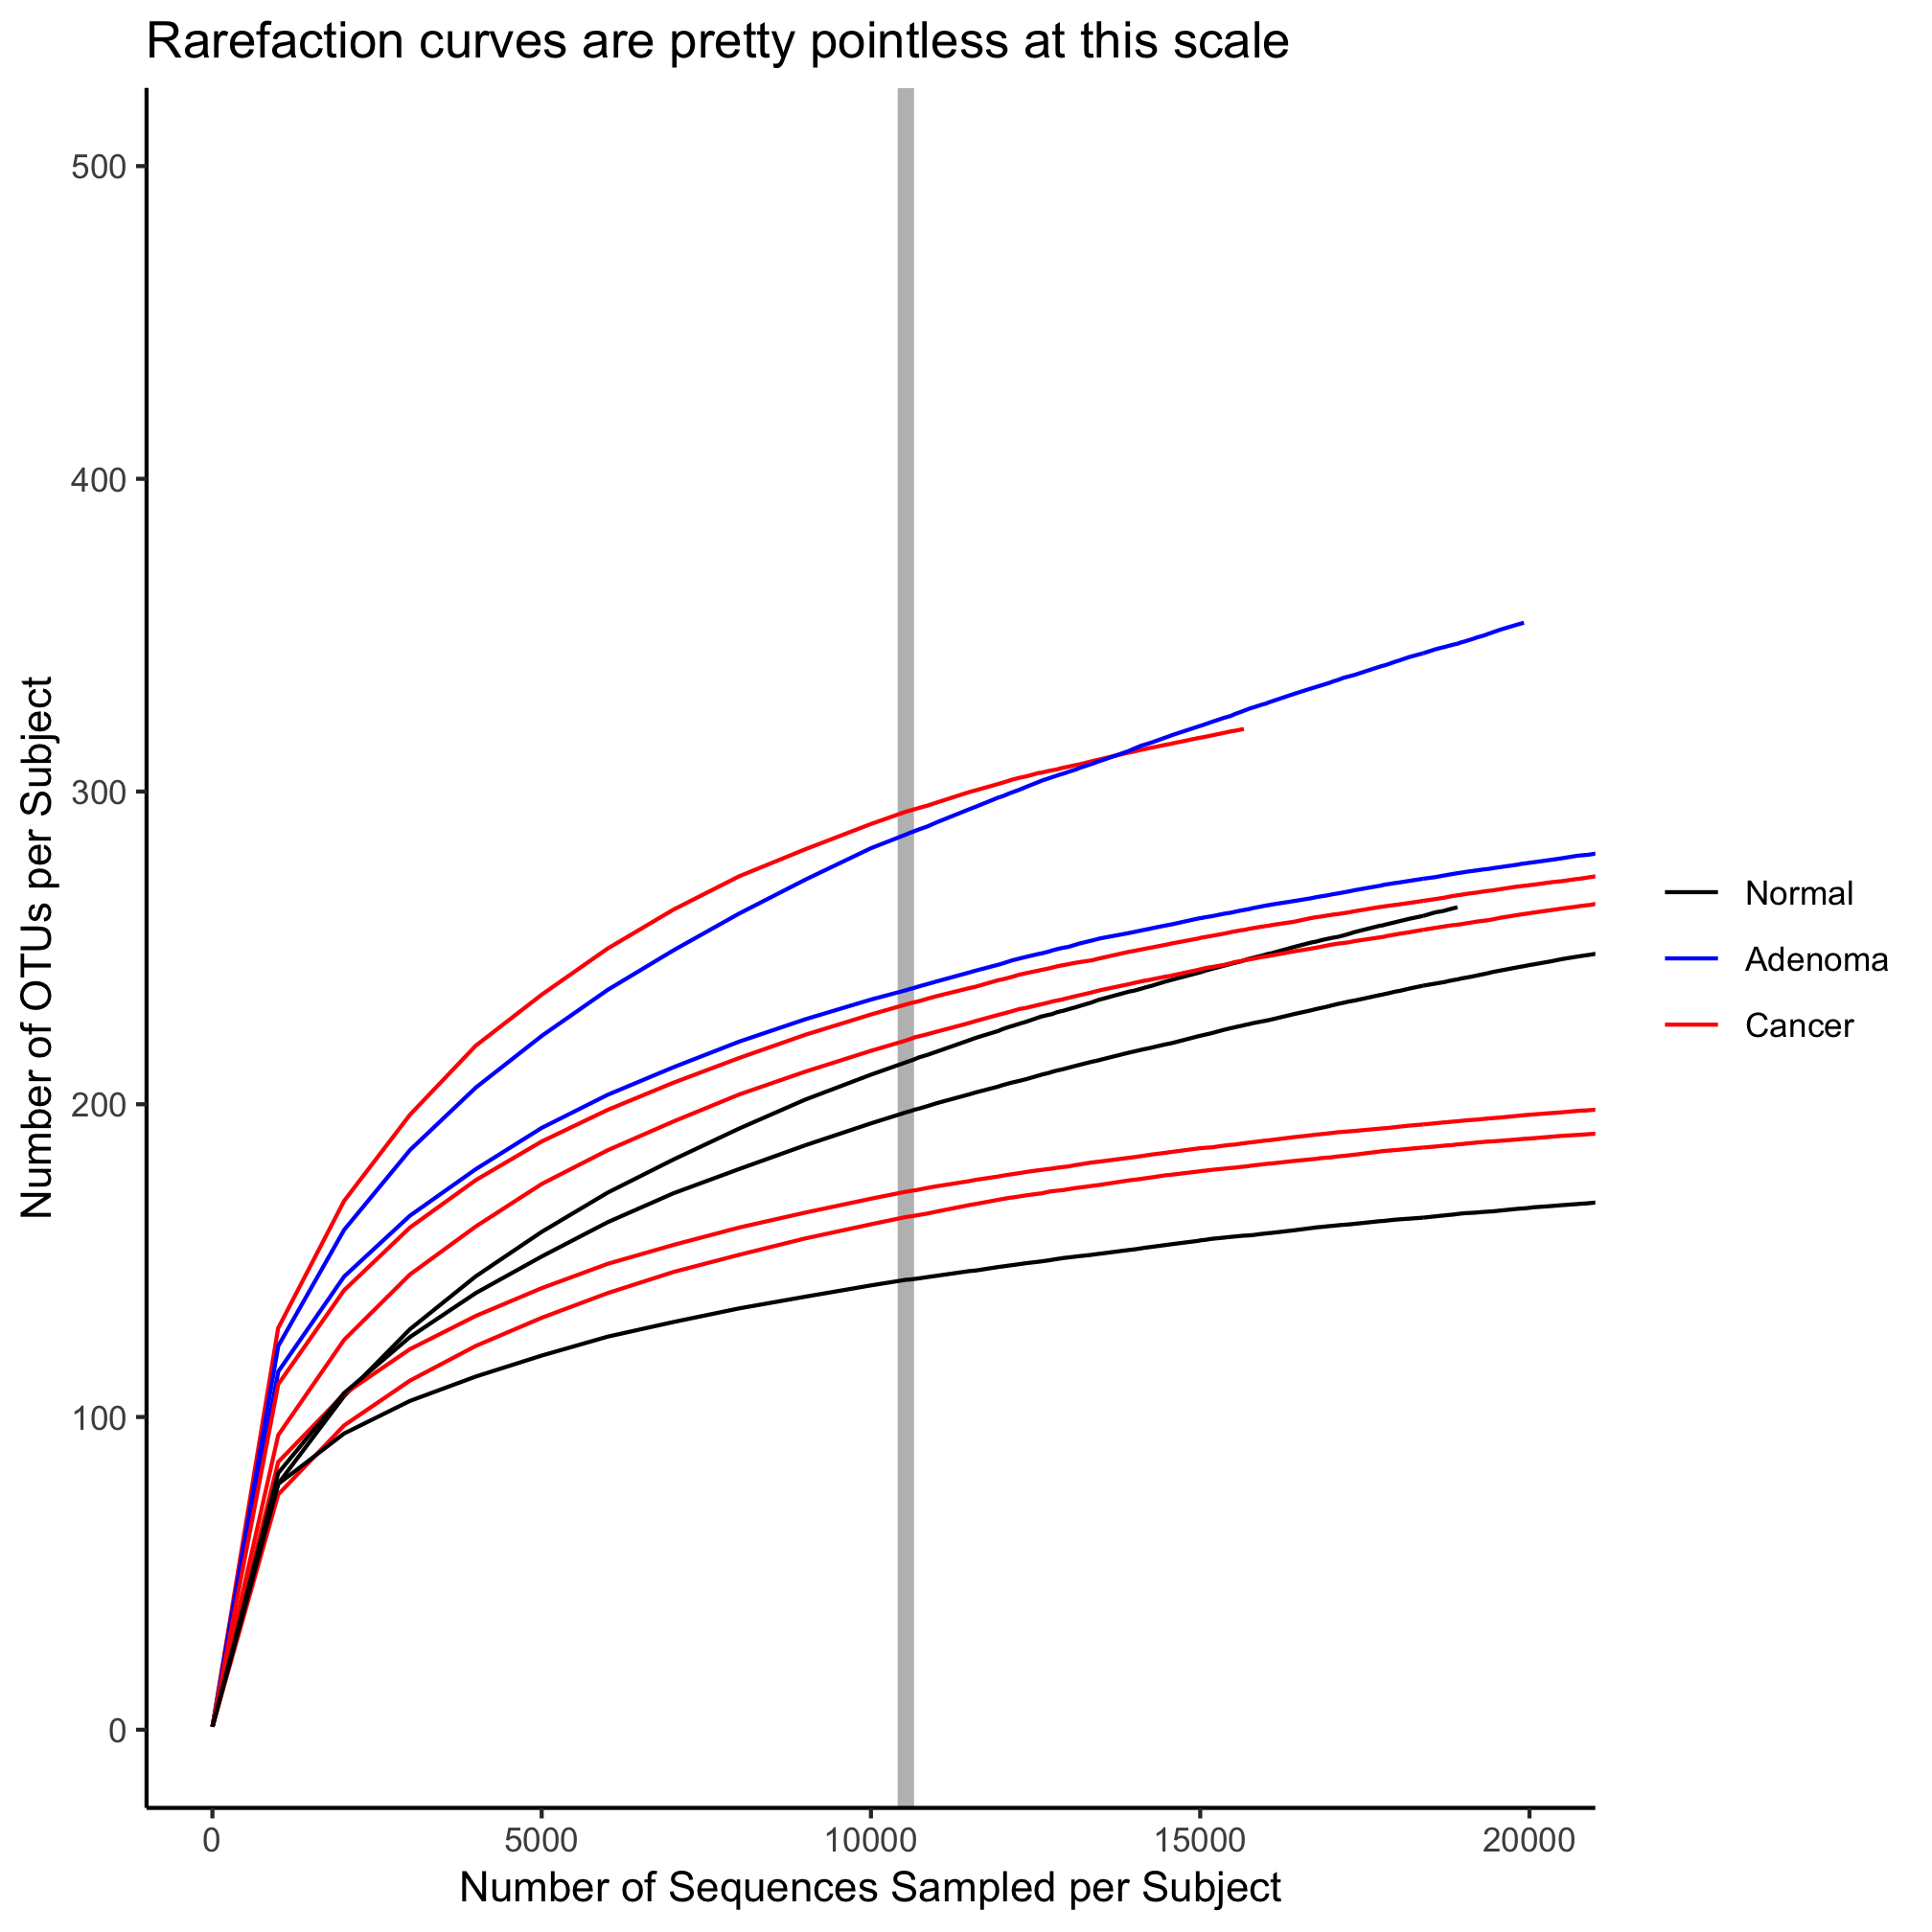 Rarefaction curves are pretty pointless at this scale
500
400
300
200
100
0
Number of OTUs per Subject
0 5000 10000 15000 20000
Number of Sequences Sampled per Subject
Normal
Adenoma
Cancer